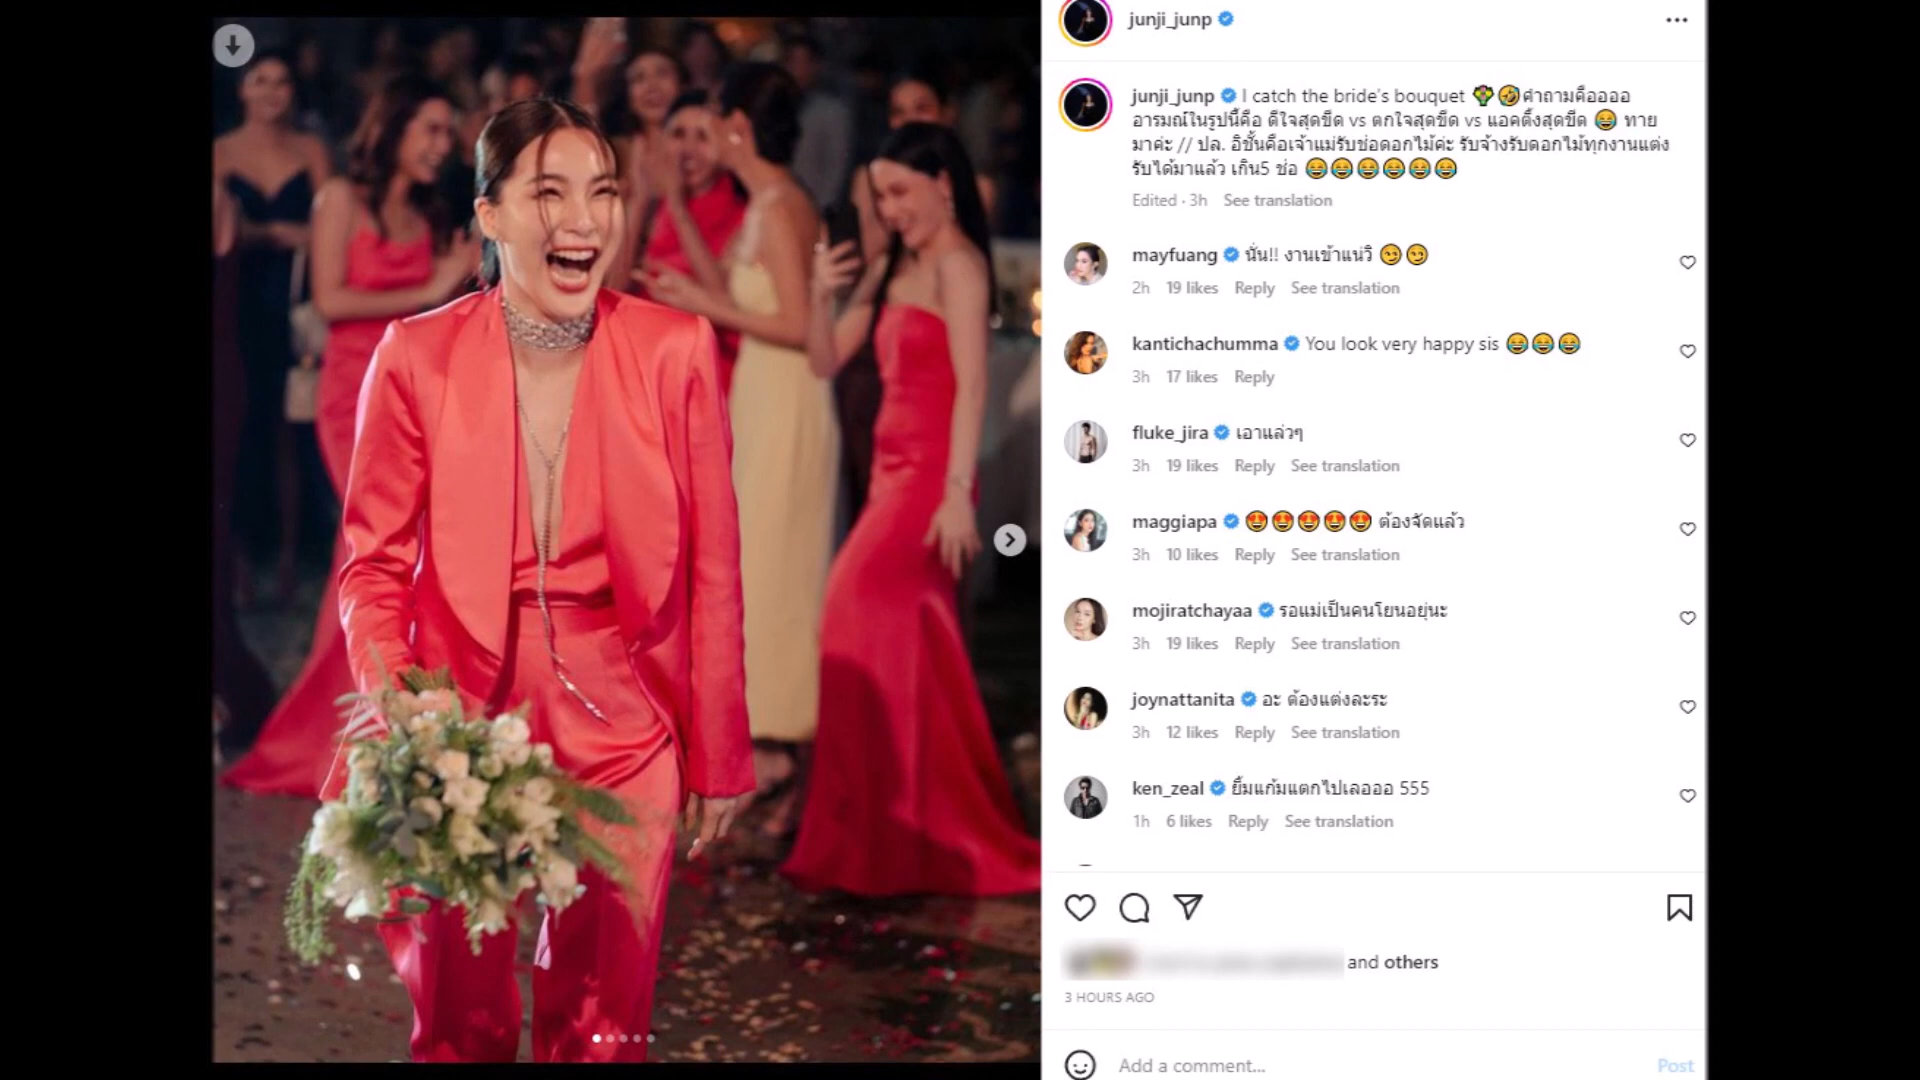 junji_junp
junji_junp I catch the bride's bouquet 💐🤣คำถามคืออออ
อารมณ์ในรูปนี้คือ ดีใจสุดขีด vs ตกใจสุดขีด vs แอคติ้งสุดขีด 😂 ทาย
มาค่ะ // ปล. อิชั้นคือเจ้าแม่รับช่อดอกไม้ค่ะ รับจ้างรับดอกไม้ทุกงานแต่ง
รับได้มาแล้ว เกิน5 ช่อ 😂😂😂😂😂😂
Edited · 3h See translation
mayfuang นั่น!! งานเข้าแน่วิ 😏😏
2h 19 likes Reply See translation
kantichachumma You look very happy sis 😂😂😂
3h 17 likes Reply
fluke_jira เอาแล่วๆ
3h 19 likes Reply See translation
maggiapa 😍😍😍😍😍 ต้องจัดแล้ว
3h 10 likes Reply See translation
mojiratchayaa รอแม่เป็นคนโยนอยุ่นะ
3h 19 likes Reply See translation
joynattanita อะ ต้องแต่งละระ
3h 12 likes Reply See translation
ken_zeal ยิ้มแก้มแตกไปเลอออ 555
1h 6 likes Reply See translation
and others
3 HOURS AGO
Add a comment... Post